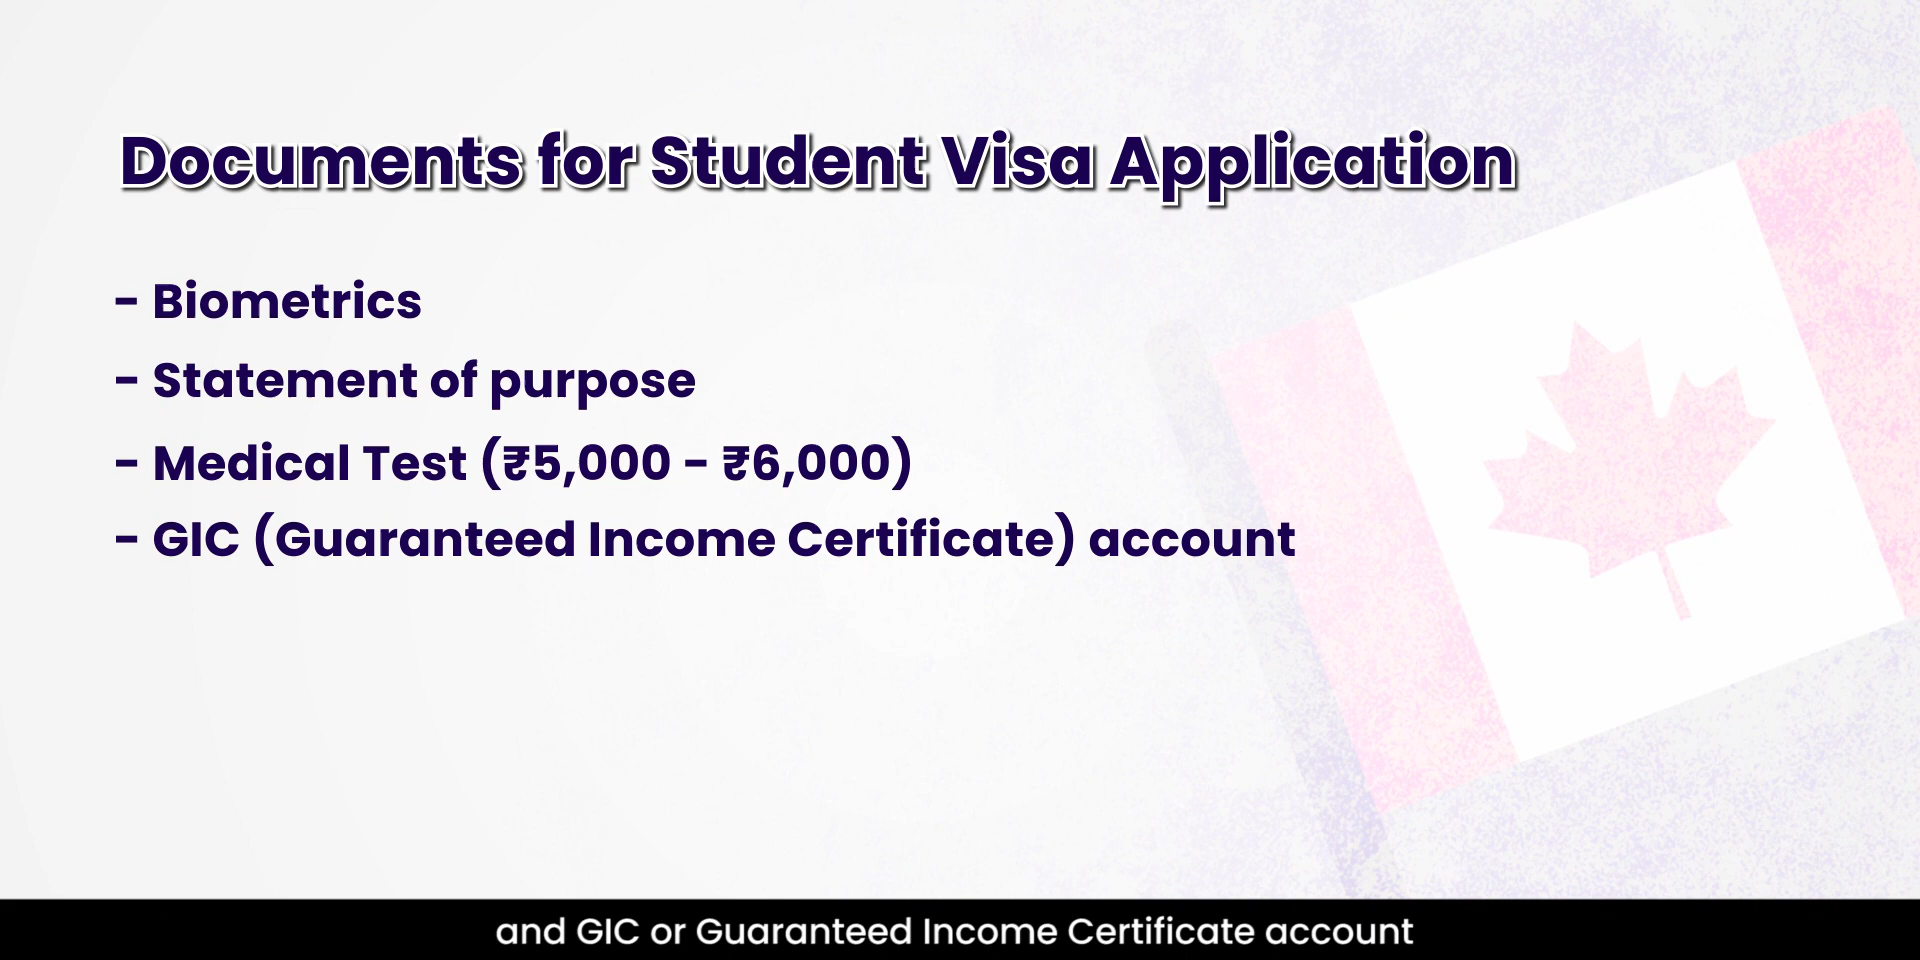 Documents for Student Visa Application
- Biometrics
- Statement of purpose
- Medical Test (₹5,000 - ₹6,000)
- GIC (Guaranteed Income Certificate) account
and GIC or Guaranteed Income Certificate account